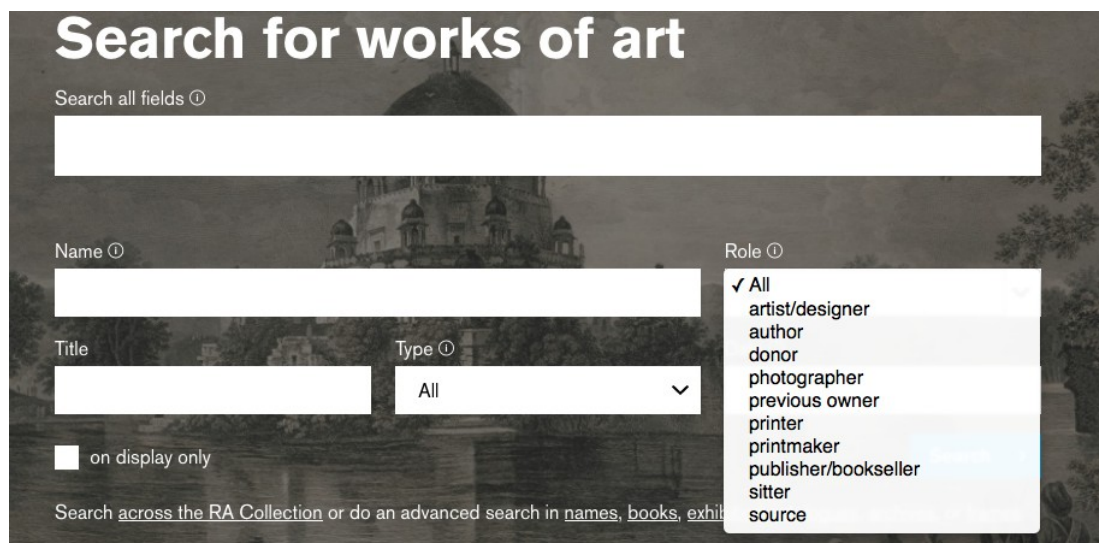 Search for works of art
Search all fields ⓘ
Name ⓘ
Role ⓘ
✓ All
artist/designer
author
donor
photographer
previous owner
printer
printmaker
publisher/bookseller
sitter
source
Title
Type ⓘ
All
on display only
Search across the RA Collection or do an advanced search in names, books, exhib